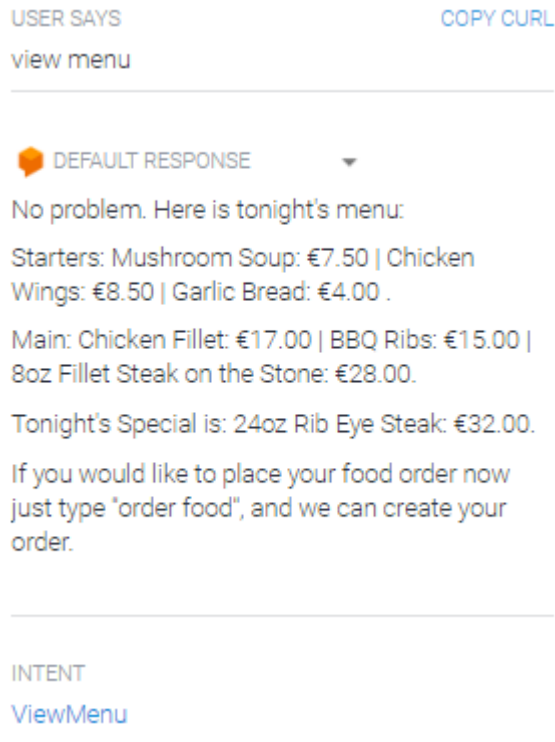 USER SAYS COPY CURL
view menu
DEFAULT RESPONSE
No problem. Here is tonight's menu:
Starters: Mushroom Soup: €7.50 | Chicken
Wings: €8.50 | Garlic Bread: €4.00 .
Main: Chicken Fillet: €17.00 | BBQ Ribs: €15.00 |
8oz Fillet Steak on the Stone: €28.00.
Tonight's Special is: 24oz Rib Eye Steak: €32.00.
If you would like to place your food order now
just type "order food", and we can create your
order.
INTENT
ViewMenu